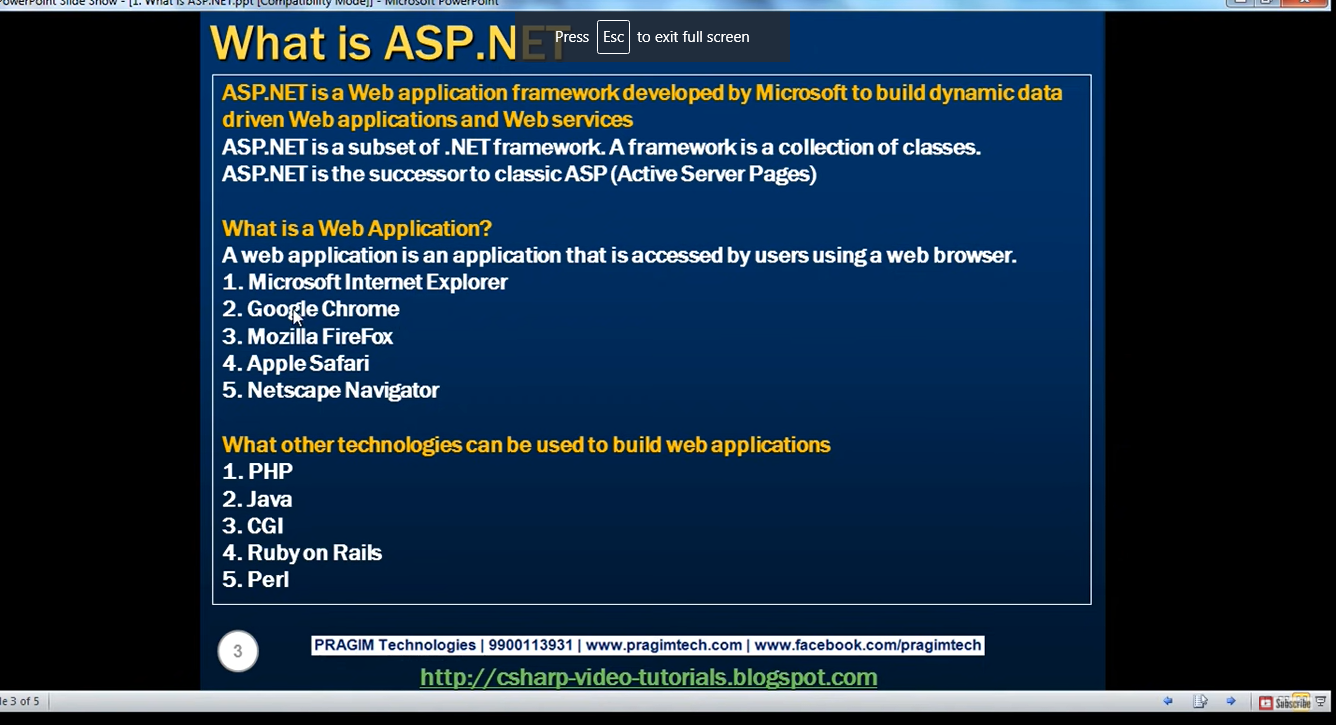 PowerPoint Slide Show - [1. What is ASP.NET.ppt [Compatibility Mode]] - Microsoft PowerPoint
Press Esc to exit full screen
What is ASP.NET
ASP.NET is a Web application framework developed by Microsoft to build dynamic data
driven Web applications and Web services
ASP.NET is a subset of .NET framework. A framework is a collection of classes.
ASP.NET is the successor to classic ASP (Active Server Pages)
What is a Web Application?
A web application is an application that is accessed by users using a web browser.
1. Microsoft Internet Explorer
2. Google Chrome
3. Mozilla FireFox
4. Apple Safari
5. Netscape Navigator
What other technologies can be used to build web applications
1. PHP
2. Java
3. CGI
4. Ruby on Rails
5. Perl
3
PRAGIM Technologies | 9900113931 | www.pragimtech.com | www.facebook.com/pragimtech
http://csharp-video-tutorials.blogspot.com
le 3 of 5
Subscribe